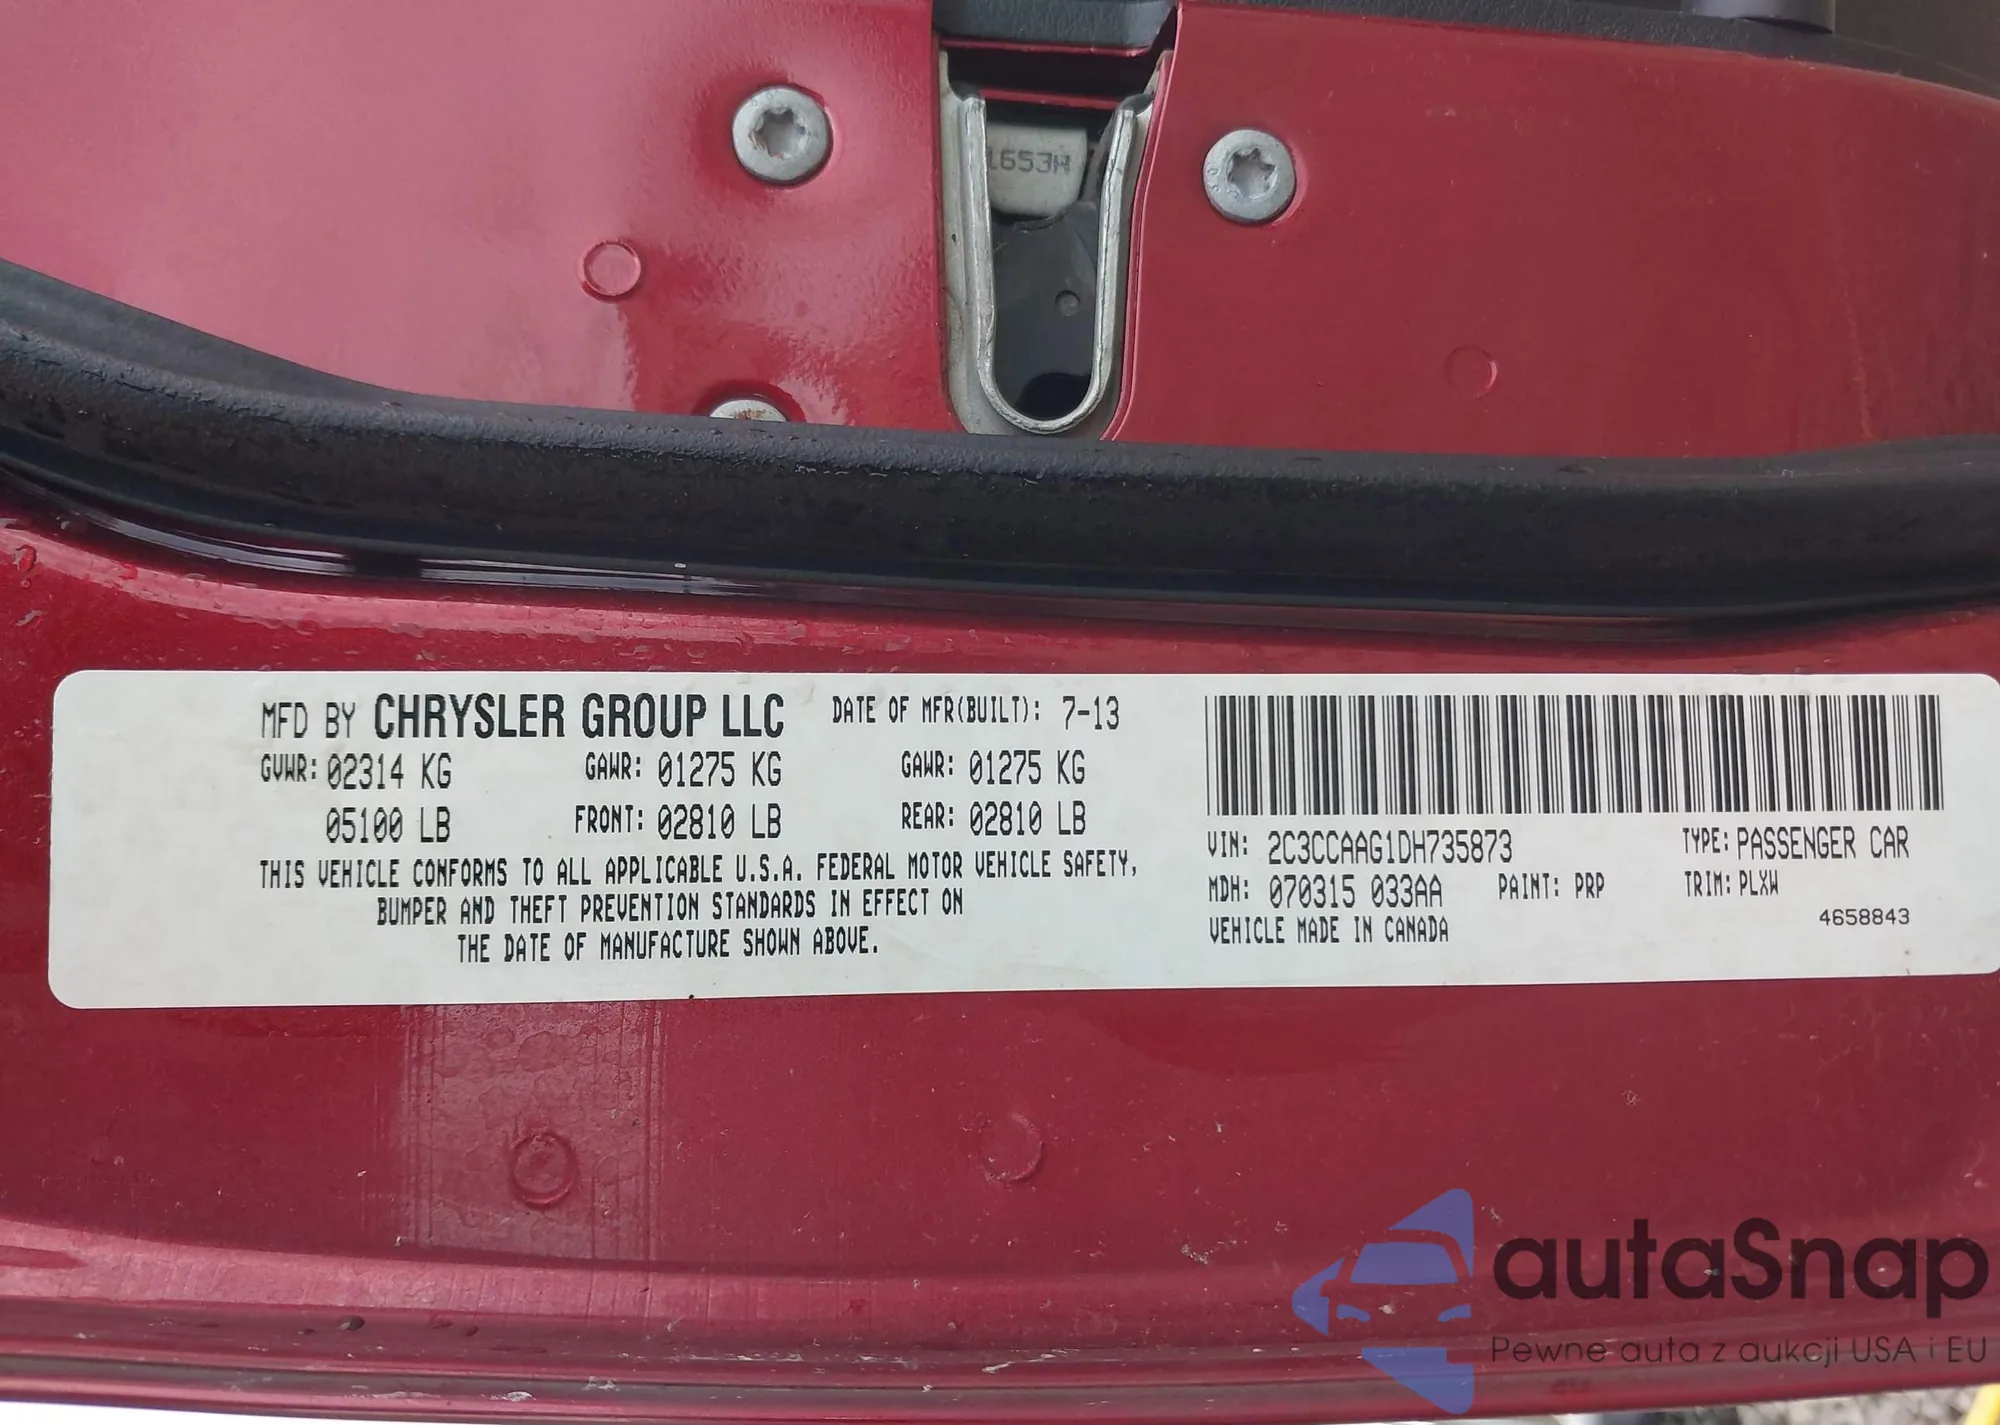 1653H
MFD BY CHRYSLER GROUP LLC DATE OF MFR(BUILT): 7-13
GVWR: 02314 KG GAWR: 01275 KG GAWR: 01275 KG
05100 LB FRONT: 02810 LB REAR: 02810 LB
THIS VEHICLE CONFORMS TO ALL APPLICABLE U.S.A. FEDERAL MOTOR VEHICLE SAFETY,
BUMPER AND THEFT PREVENTION STANDARDS IN EFFECT ON
THE DATE OF MANUFACTURE SHOWN ABOVE.
VIN: 2C3CCAAG1DH735873 TYPE: PASSENGER CAR
MDH: 070315 033AA PAINT: PRP TRIM: PLXW
VEHICLE MADE IN CANADA 4658843
autaSnap
Pewne auta z aukcji USA i EU